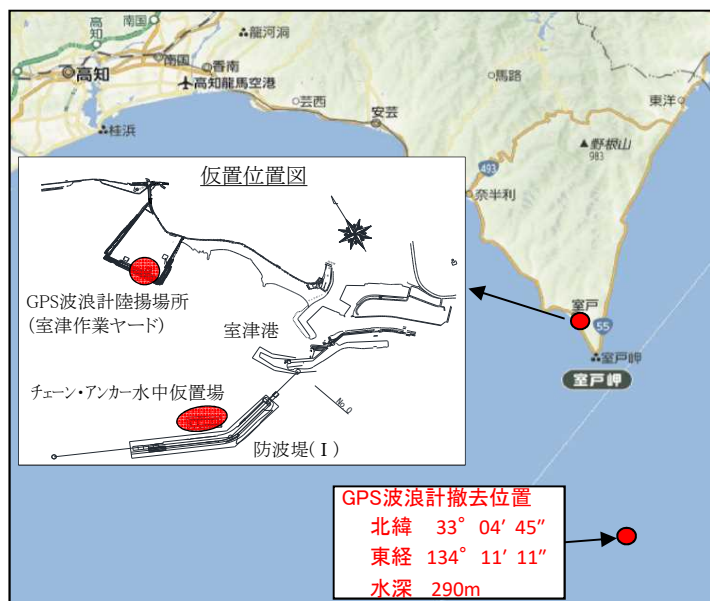 南国
龍河洞
高知
南国
香南
高知龍馬空港
馬路
芸西
安芸
東洋
桂浜
野根山
983
493
奈半利
仮置位置図
GPS波浪計陸揚場所
(室津作業ヤード)
室津港
チェーン・アンカー水中仮置場
No.0
防波堤(Ⅰ)
室戸
55
室戸岬
室戸岬
GPS波浪計撤去位置
北緯 33° 04′ 45″
東経 134° 11′ 11″
水深 290m